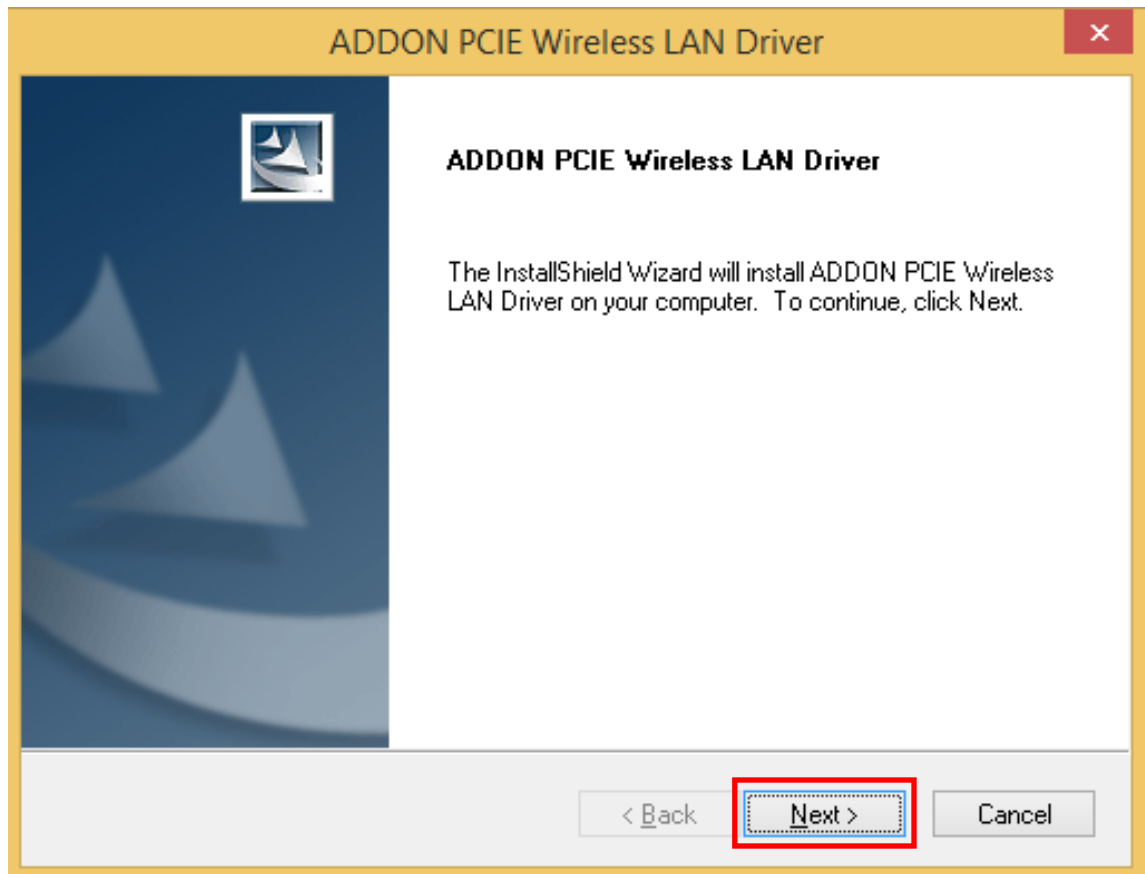 ADDON PCIE Wireless LAN Driver
ADDON PCIE Wireless LAN Driver
The InstallShield Wizard will install ADDON PCIE Wireless
LAN Driver on your computer.  To continue, click Next.
< Back Next > Cancel